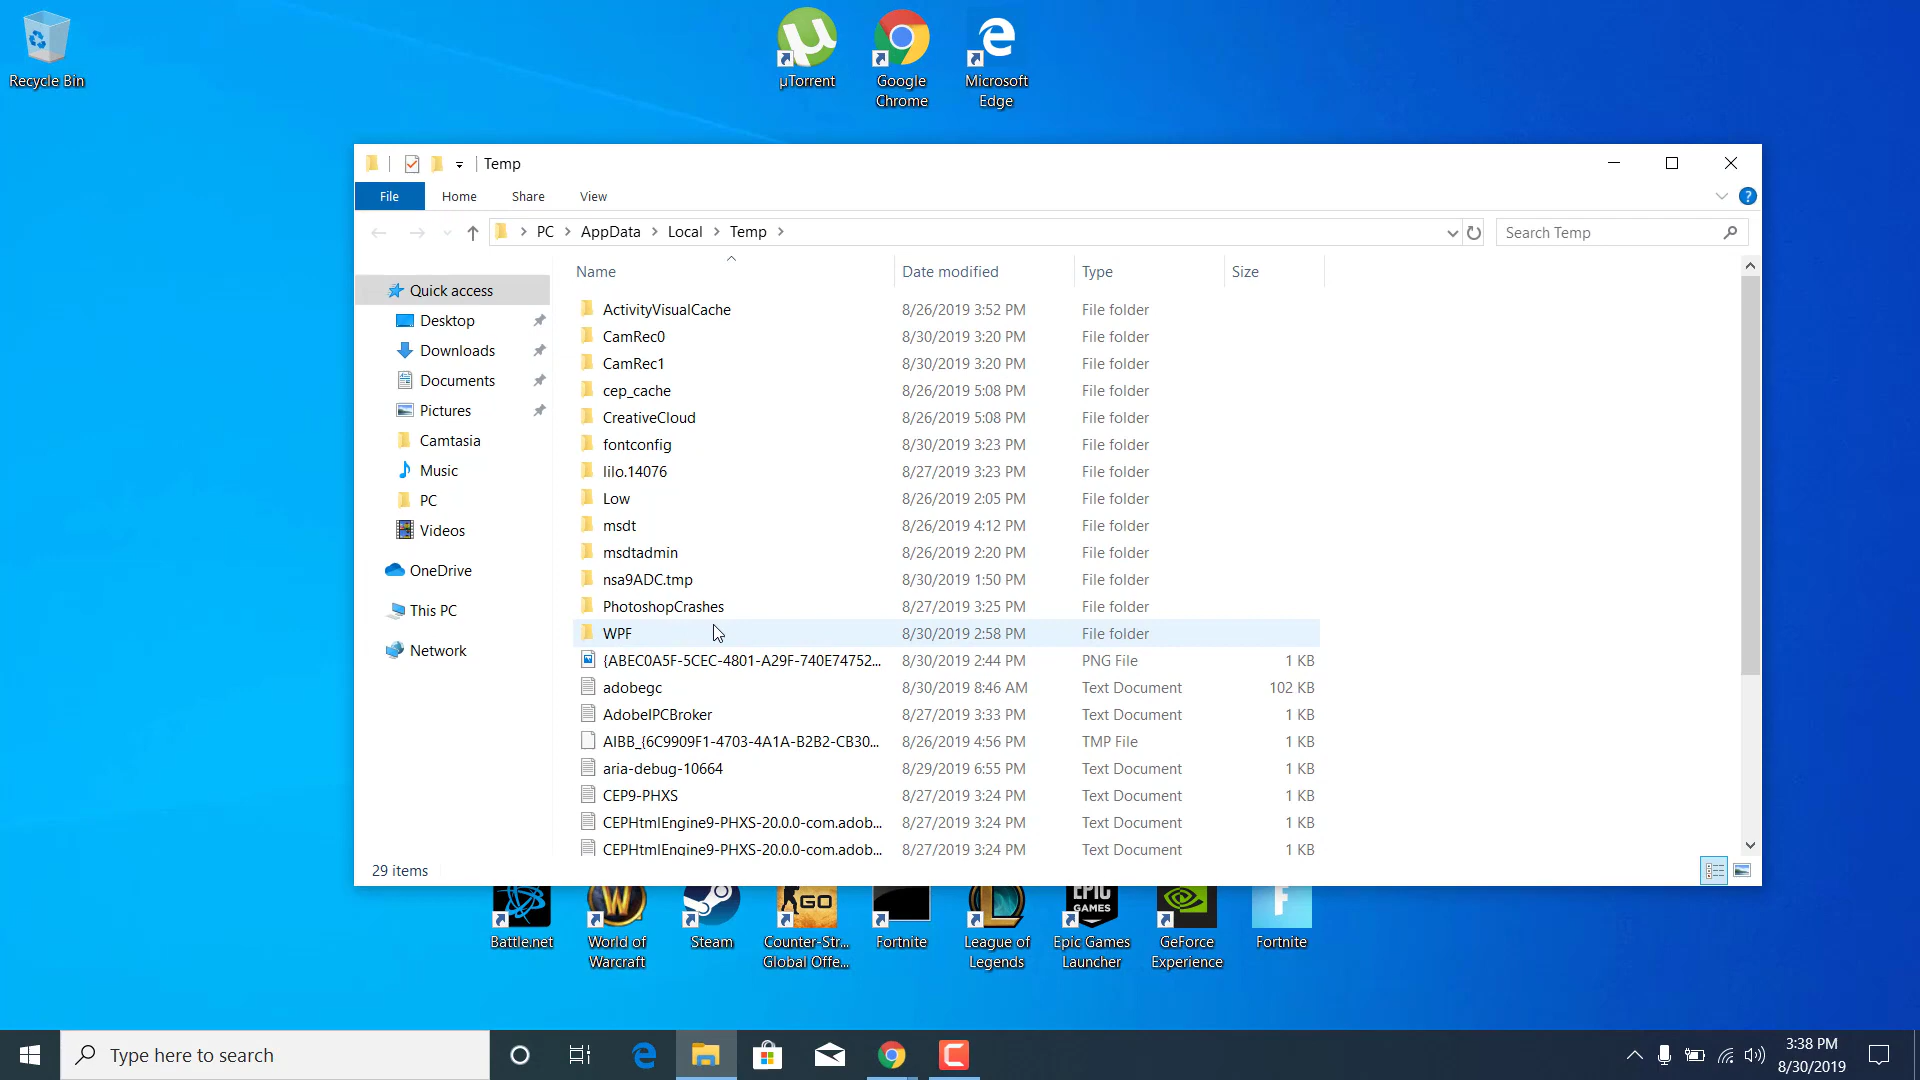 Recycle Bin
µTorrent
Google
Chrome
Microsoft
Edge
Temp
File Home Share View
PC AppData Local Temp
Search Temp
Name Date modified Type Size
Quick access
Desktop
Downloads
Documents
Pictures
Camtasia
Music
PC
Videos
OneDrive
This PC
Network
ActivityVisualCache 8/26/2019 3:52 PM File folder
CamRec0 8/30/2019 3:20 PM File folder
CamRec1 8/30/2019 3:20 PM File folder
cep_cache 8/26/2019 5:08 PM File folder
CreativeCloud 8/26/2019 5:08 PM File folder
fontconfig 8/30/2019 3:23 PM File folder
lilo.14076 8/27/2019 3:23 PM File folder
Low 8/26/2019 2:05 PM File folder
msdt 8/26/2019 4:12 PM File folder
msdtadmin 8/26/2019 2:20 PM File folder
nsa9ADC.tmp 8/30/2019 1:50 PM File folder
PhotoshopCrashes 8/27/2019 3:25 PM File folder
WPF 8/30/2019 2:58 PM File folder
{ABEC0A5F-5CEC-4801-A29F-740E74752... 8/30/2019 2:44 PM PNG File 1 KB
adobegc 8/30/2019 8:46 AM Text Document 102 KB
AdobeIPCBroker 8/27/2019 3:33 PM Text Document 1 KB
AIBB_{6C9909F1-4703-4A1A-B2B2-CB30... 8/26/2019 4:56 PM TMP File 1 KB
aria-debug-10664 8/29/2019 6:55 PM Text Document 1 KB
CEP9-PHXS 8/27/2019 3:24 PM Text Document 1 KB
CEPHtmlEngine9-PHXS-20.0.0-com.adob... 8/27/2019 3:24 PM Text Document 1 KB
CEPHtmlEngine9-PHXS-20.0.0-com.adob... 8/27/2019 3:24 PM Text Document 1 KB
29 items
GO
EPIC
GAMES
Battle.net
World of
Warcraft
Steam
Counter-Str...
Global Offe...
Fortnite
League of
Legends
Epic Games
Launcher
GeForce
Experience
Fortnite
Type here to search
3:38 PM
8/30/2019